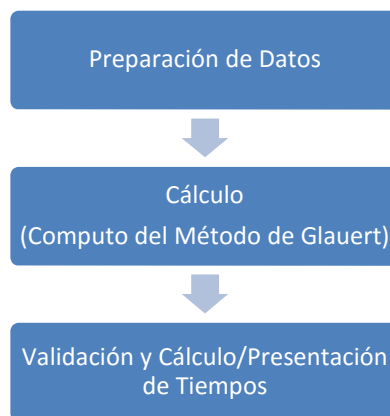 Preparación de Datos
Cálculo
(Computo del Método de Glauert)
Validación y Cálculo/Presentación
de Tiempos